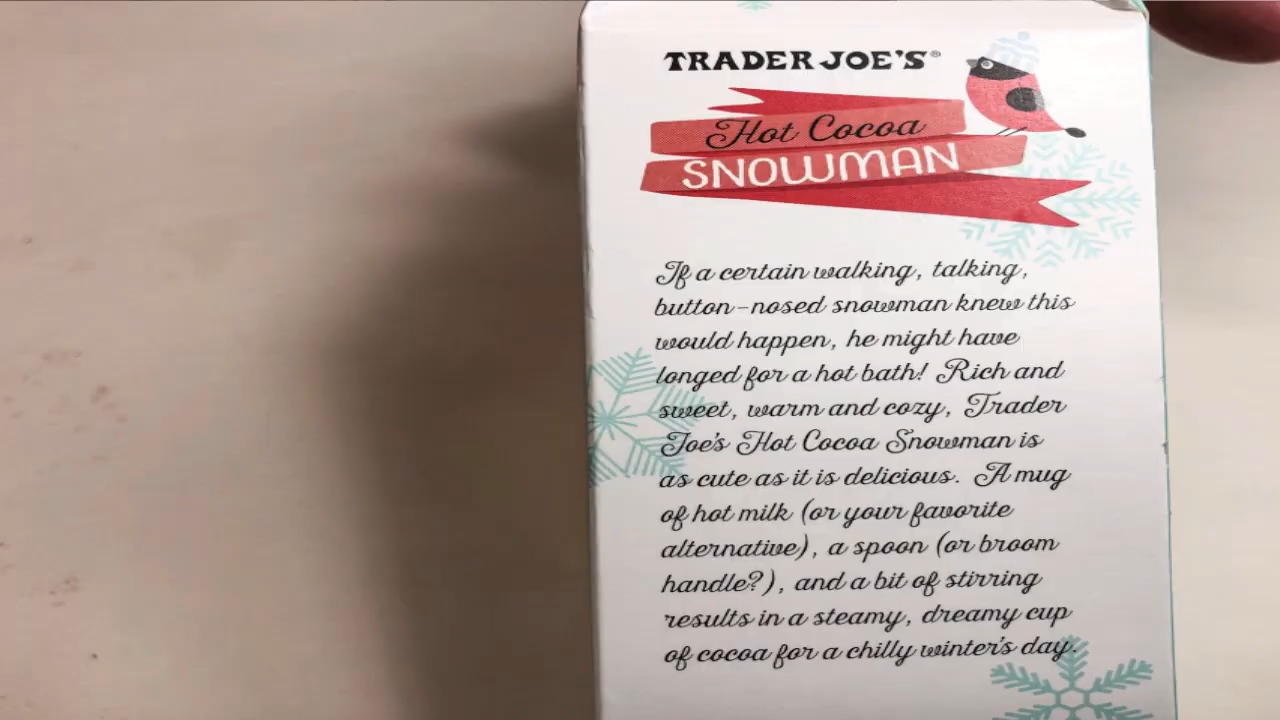 TRADER JOE'S®
Hot Cocoa
SNOWMAN
If a certain walking, talking,
button-nosed snowman knew this
would happen, he might have
longed for a hot bath! Rich and
sweet, warm and cozy, Trader
Joe's Hot Cocoa Snowman is
as cute as it is delicious. A mug
of hot milk (or your favorite
alternative), a spoon (or broom
handle?), and a bit of stirring
results in a steamy, dreamy cup
of cocoa for a chilly winter's day.